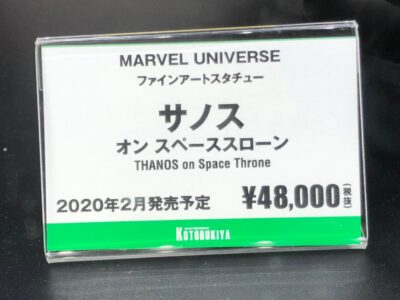 MARVEL UNIVERSE
ファインアートスタチュー
サノス
オン スペーススローン
THANOS on Space Throne
2020年2月発売予定 ¥48,000(税抜)
KOTOBUKIYA